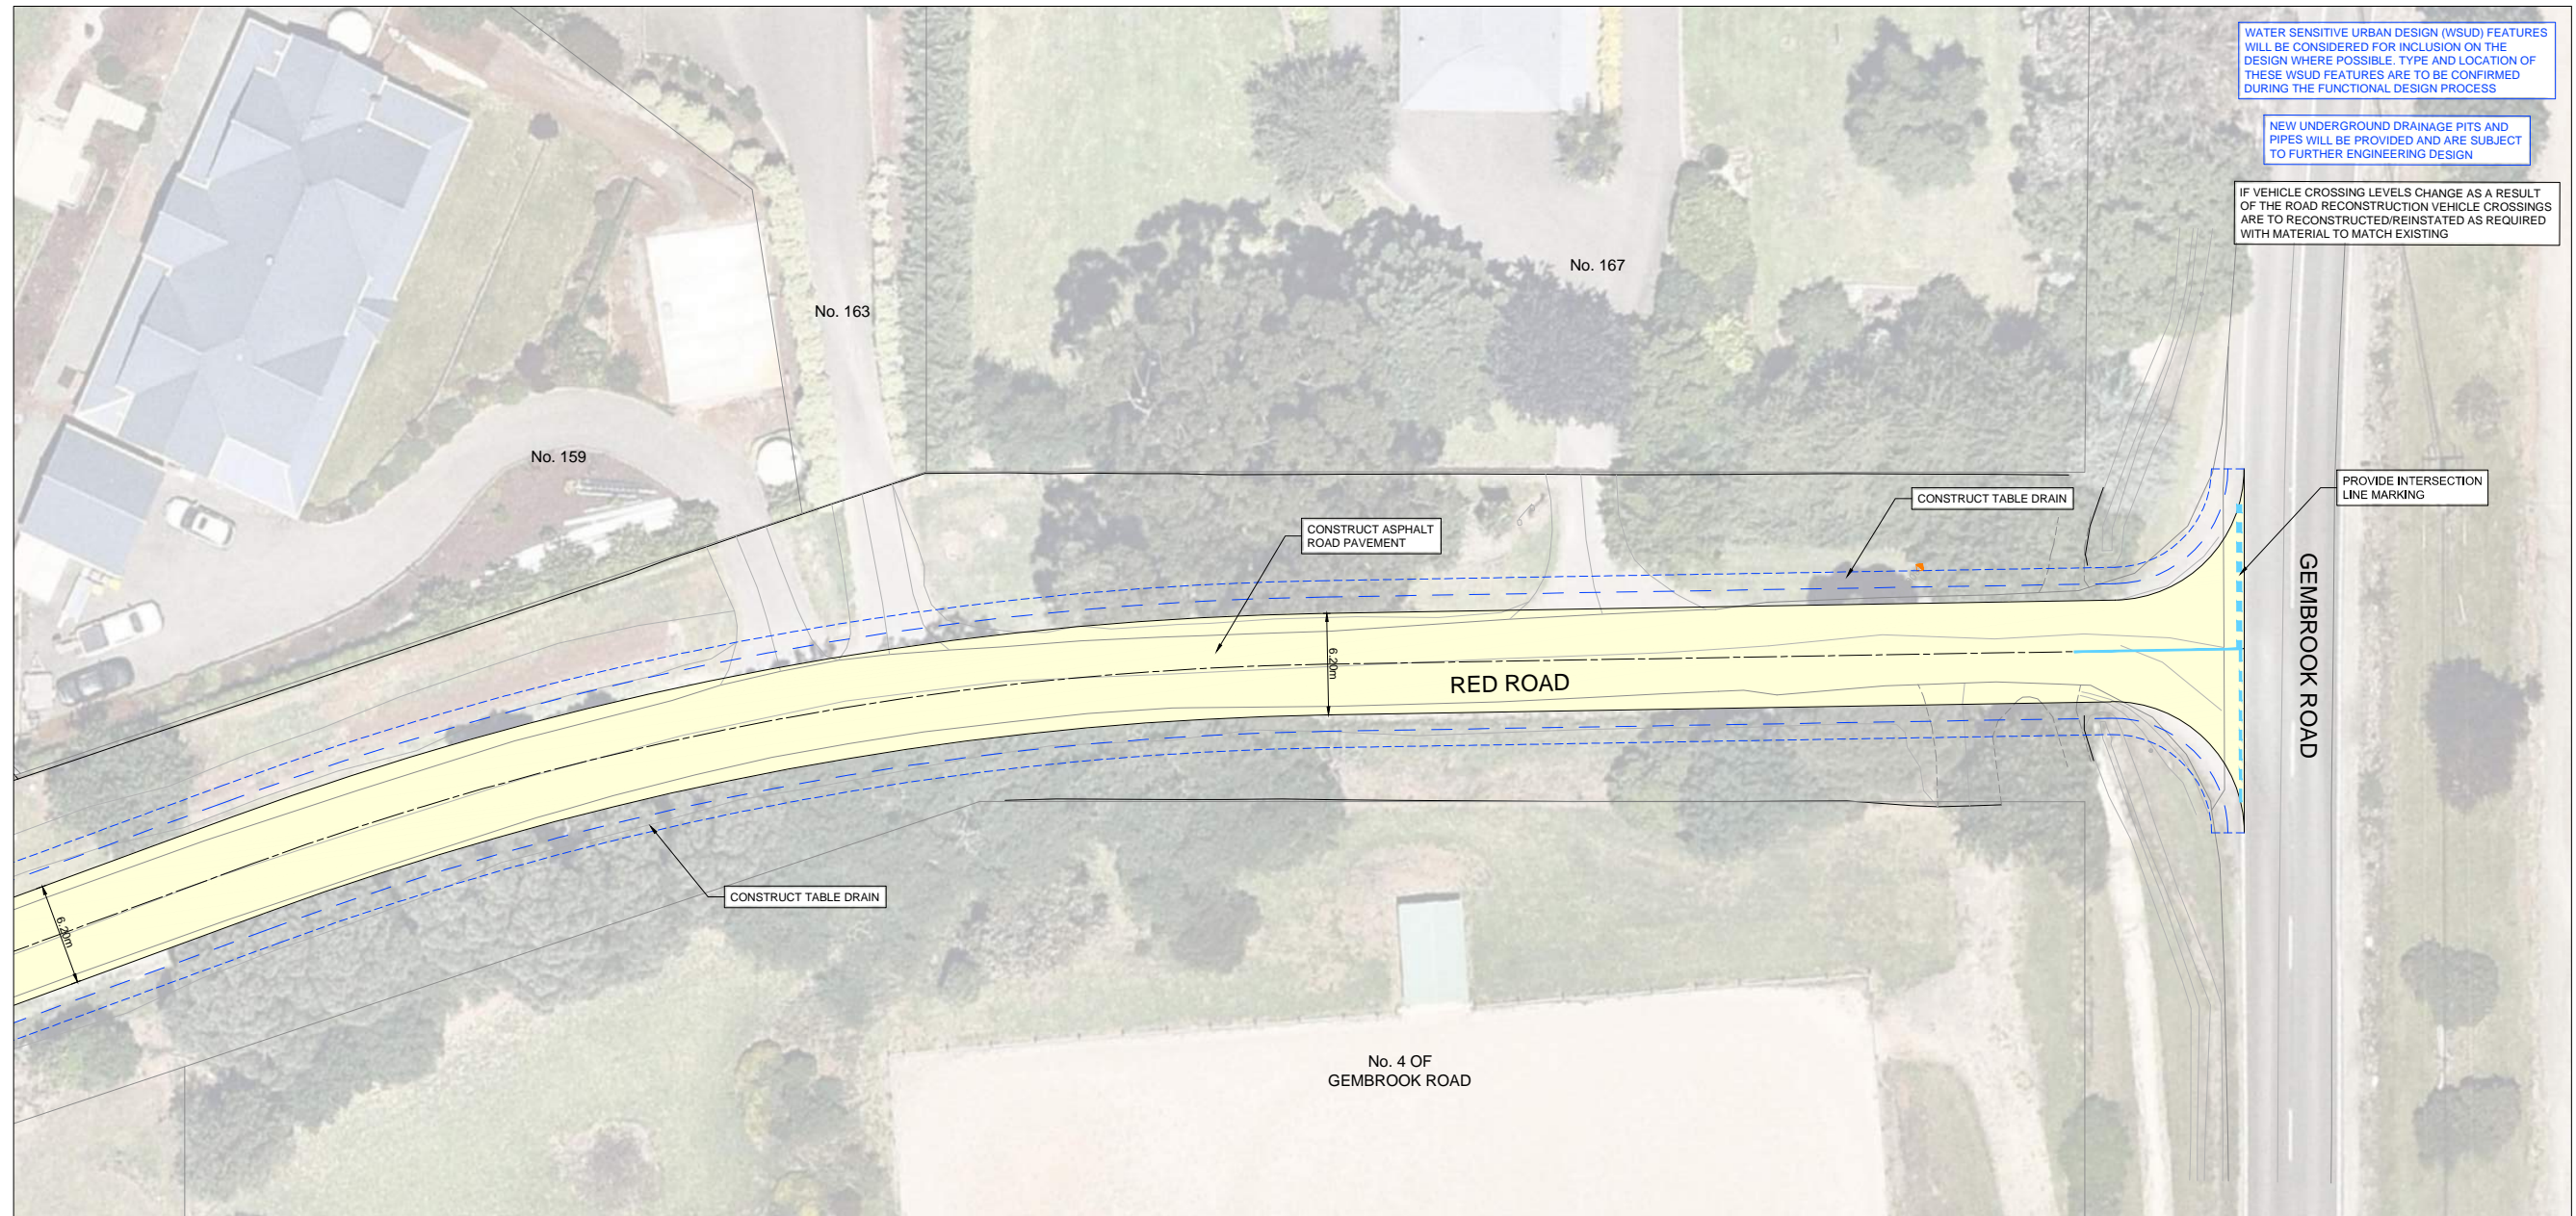 WATER SENSITIVE URBAN DESIGN (WSUD) FEATURES
WILL BE CONSIDERED FOR INCLUSION ON THE
DESIGN WHERE POSSIBLE. TYPE AND LOCATION OF
THESE WSUD FEATURES ARE TO BE CONFIRMED
DURING THE FUNCTIONAL DESIGN PROCESS
NEW UNDERGROUND DRAINAGE PITS AND
PIPES WILL BE PROVIDED AND ARE SUBJECT
TO FURTHER ENGINEERING DESIGN
IF VEHICLE CROSSING LEVELS CHANGE AS A RESULT
OF THE ROAD RECONSTRUCTION VEHICLE CROSSINGS
ARE TO RECONSTRUCTED/REINSTATED AS REQUIRED
WITH MATERIAL TO MATCH EXISTING
No. 167
No. 163
No. 159
PROVIDE INTERSECTION
LINE MARKING
CONSTRUCT TABLE DRAIN
CONSTRUCT ASPHALT
ROAD PAVEMENT
GEMBROOK ROAD
6.20m
RED ROAD
CONSTRUCT TABLE DRAIN
6.20m
No. 4 OF
GEMBROOK ROAD